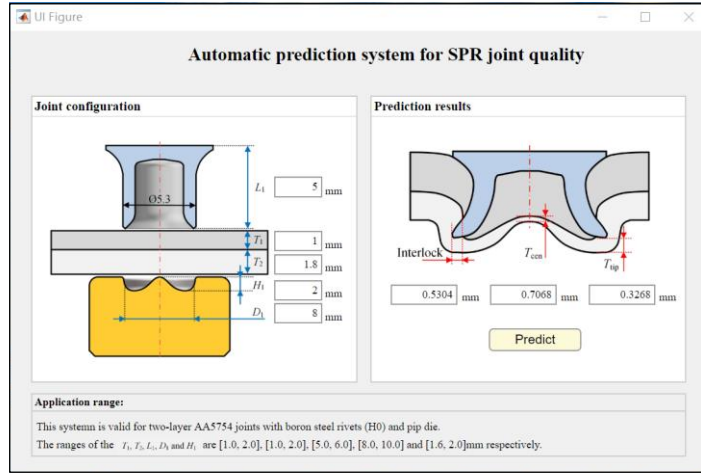 UI Figure
Automatic prediction system for SPR joint quality
Joint configuration
Prediction results
L₁ 5 mm
Ø5.3
T₁ 1 mm
T₂ 1.8 mm
H₁ 2 mm
D₁ 8 mm
Interlock
Tcen
Ttip
0.5304 mm 0.7068 mm 0.3268 mm
Predict
Application range:
This systemn is valid for two-layer AA5754 joints with boron steel rivets (H0) and pip die.
The ranges of the T₁, T₂, L₁, D₁ and H₁ are [1.0, 2.0], [1.0, 2.0], [5.0, 6.0], [8.0, 10.0] and [1.6, 2.0]mm respectively.